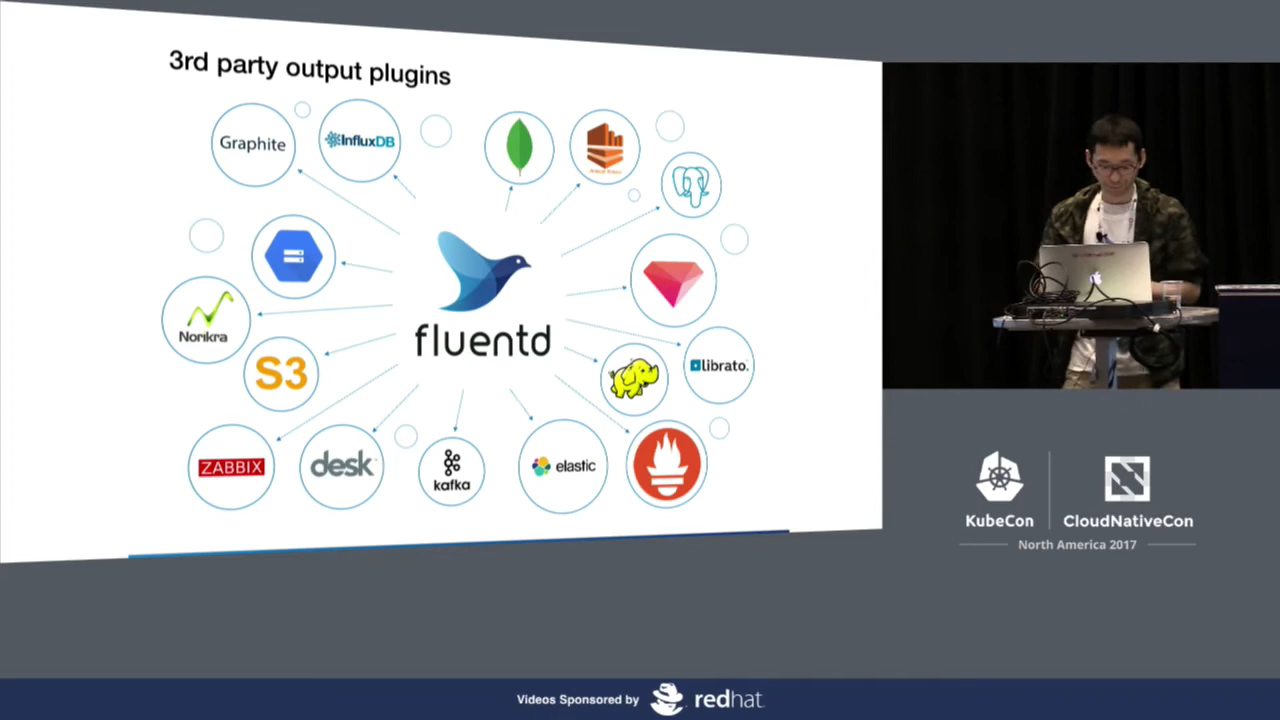 3rd party output plugins
Graphite
InfluxDB
fluentd
Norikra
S3
librato.
ZABBIX
desk
kafka
elastic
KubeCon
CloudNativeCon
North America 2017
Videos Sponsored by
redhat.